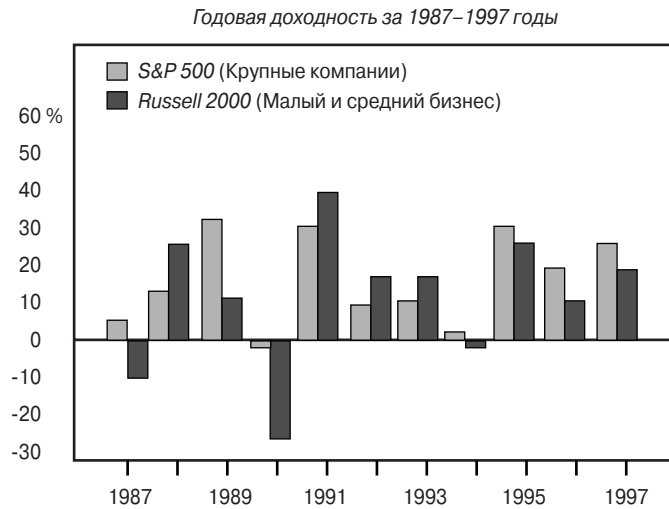 Годовая доходность за 1987–1997 годы
S&P 500 (Крупные компании)
Russell 2000 (Малый и средний бизнес)
60 %
50
40
30
20
10
0
-10
-20
-30
1987 1989 1991 1993 1995 1997